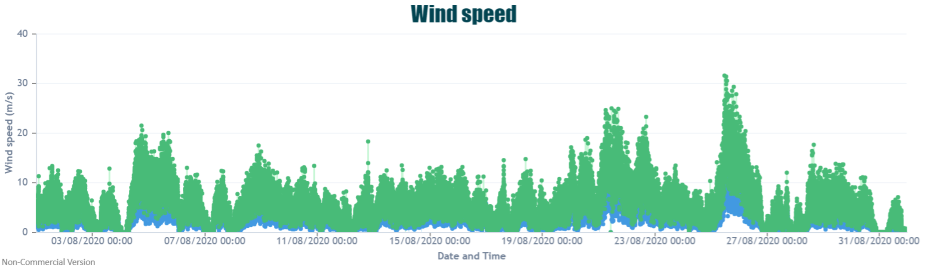 Wind speed
40
30
20
10
0
Wind speed (m/s)
03/08/2020 00:00 07/08/2020 00:00 11/08/2020 00:00 15/08/2020 00:00 19/08/2020 00:00 23/08/2020 00:00 27/08/2020 00:00 31/08/2020 00:00
Date and Time
Non-Commercial Version